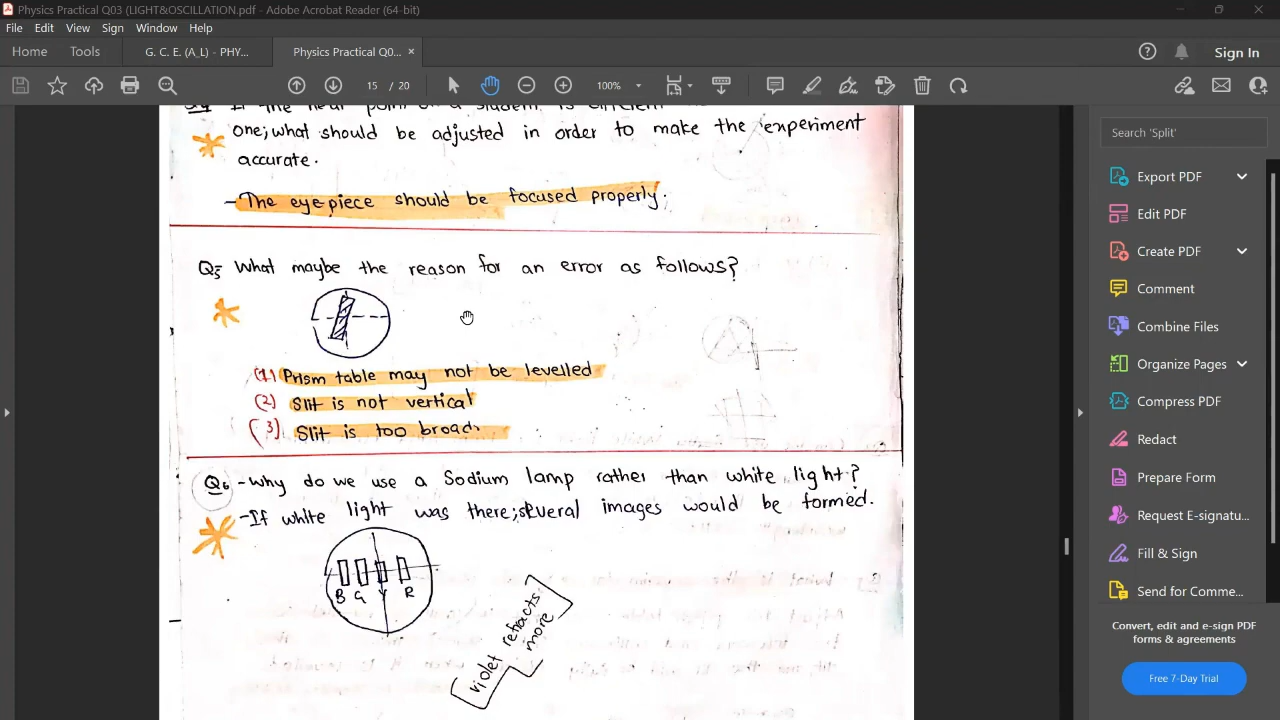 Physics Practical Q03 (LIGHT&OSCILLATION.pdf - Adobe Acrobat Reader (64-bit)
File Edit View Sign Window Help
Home Tools G. C. E. (A_L) - PHY... Physics Practical Q0... × Sign In
15 / 20 100%
one; what should be adjusted in order to make the experiment
accurate.
- The eyepiece should be focused properly;
Q5 What maybe the reason for an error as follows?
(1) Prism table may not be levelled
(2) Slit is not vertical
(3) Slit is too broad
Q6 - Why do we use a Sodium lamp rather than white light?
- If white light was there; several images would be formed.
B G Y R
violet refracts
more
Search 'Split'
Export PDF
Edit PDF
Create PDF
Comment
Combine Files
Organize Pages
Compress PDF
Redact
Prepare Form
Request E-signatu...
Fill & Sign
Send for Comme...
Convert, edit and e-sign PDF
forms & agreements
Free 7-Day Trial